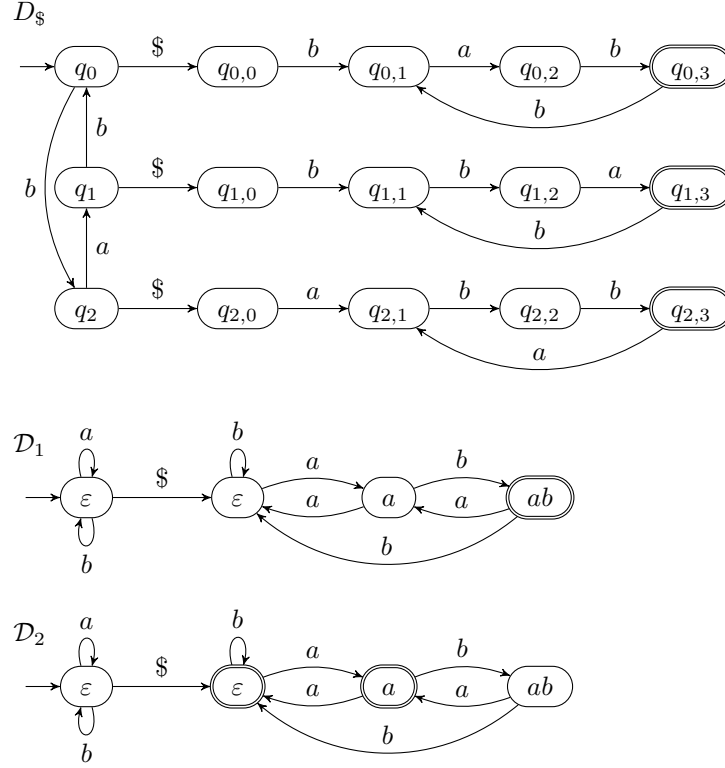 D$
$ b a b
q0 q0,0 q0,1 q0,2 q0,3
b b
b $ b b a
q1 q1,0 q1,1 q1,2 q1,3
a b
$ a b b
q2 q2,0 q2,1 q2,2 q2,3
a
D1
a b
$ a b
ε ε a ab
a a
b b
D2
a b
$ a b
ε ε a ab
a a
b b